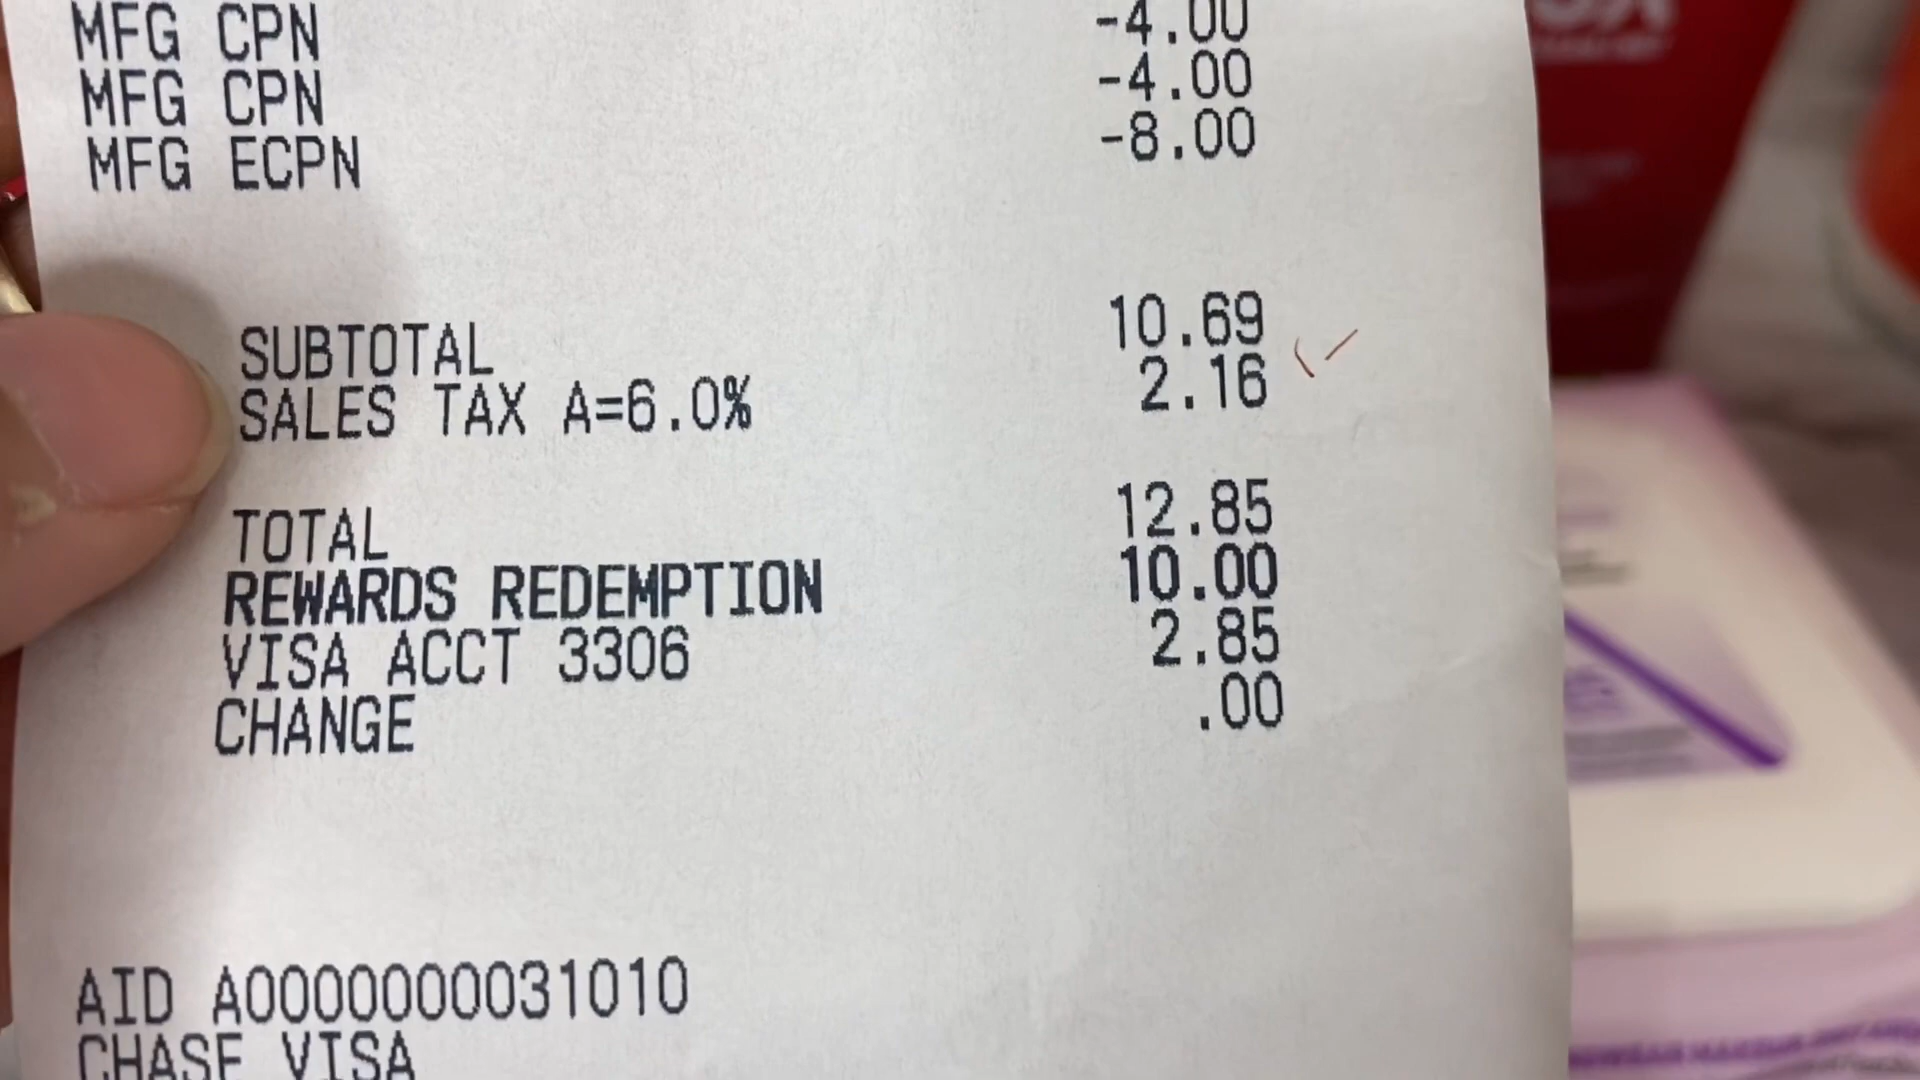 MFG CPN -4.00
MFG CPN -4.00
MFG ECPN -8.00
SUBTOTAL 10.69
SALES TAX A=6.0% 2.16
TOTAL 12.85
REWARDS REDEMPTION 10.00
VISA ACCT 3306 2.85
CHANGE .00
AID A0000000031010
CHASE VISA